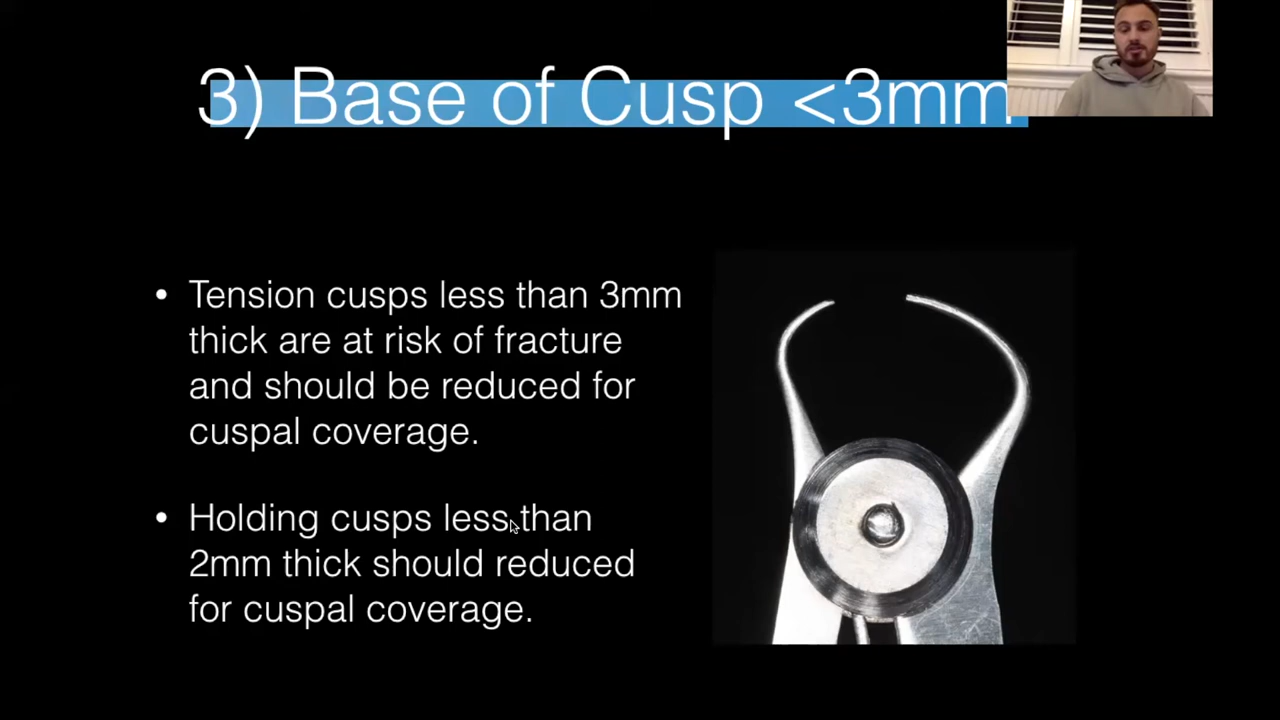 3) Base of Cusp <3mm
• Tension cusps less than 3mm
thick are at risk of fracture
and should be reduced for
cuspal coverage.
• Holding cusps less than
2mm thick should reduced
for cuspal coverage.